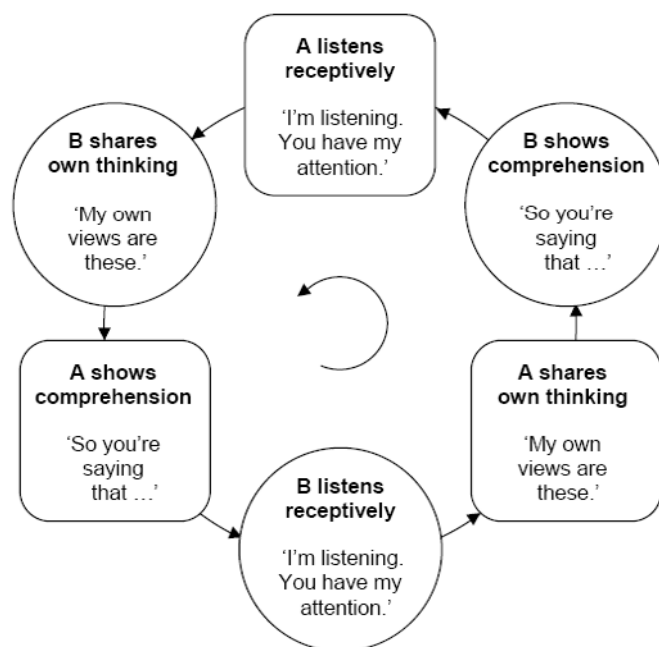 A listens
receptively
‘I’m listening.
You have my
attention.’
B shares
own thinking
‘My own
views are
these.’
A shows
comprehension
‘So you’re
saying
that ...’
B listens
receptively
‘I’m listening.
You have my
attention.’
A shares
own thinking
‘My own
views are
these.’
B shows
comprehension
‘So you’re
saying
that ...’